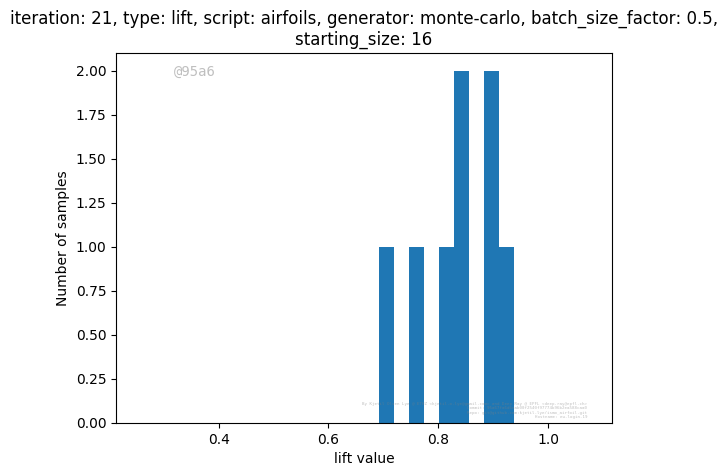 iteration: 21, type: lift, script: airfoils, generator: monte-carlo, batch_size_factor: 0.5,
starting_size: 16
@95a6
2.00
1.75
1.50
1.25
1.00
0.75
0.50
0.25
0.00
Number of samples
0.4 0.6 0.8 1.0
lift value